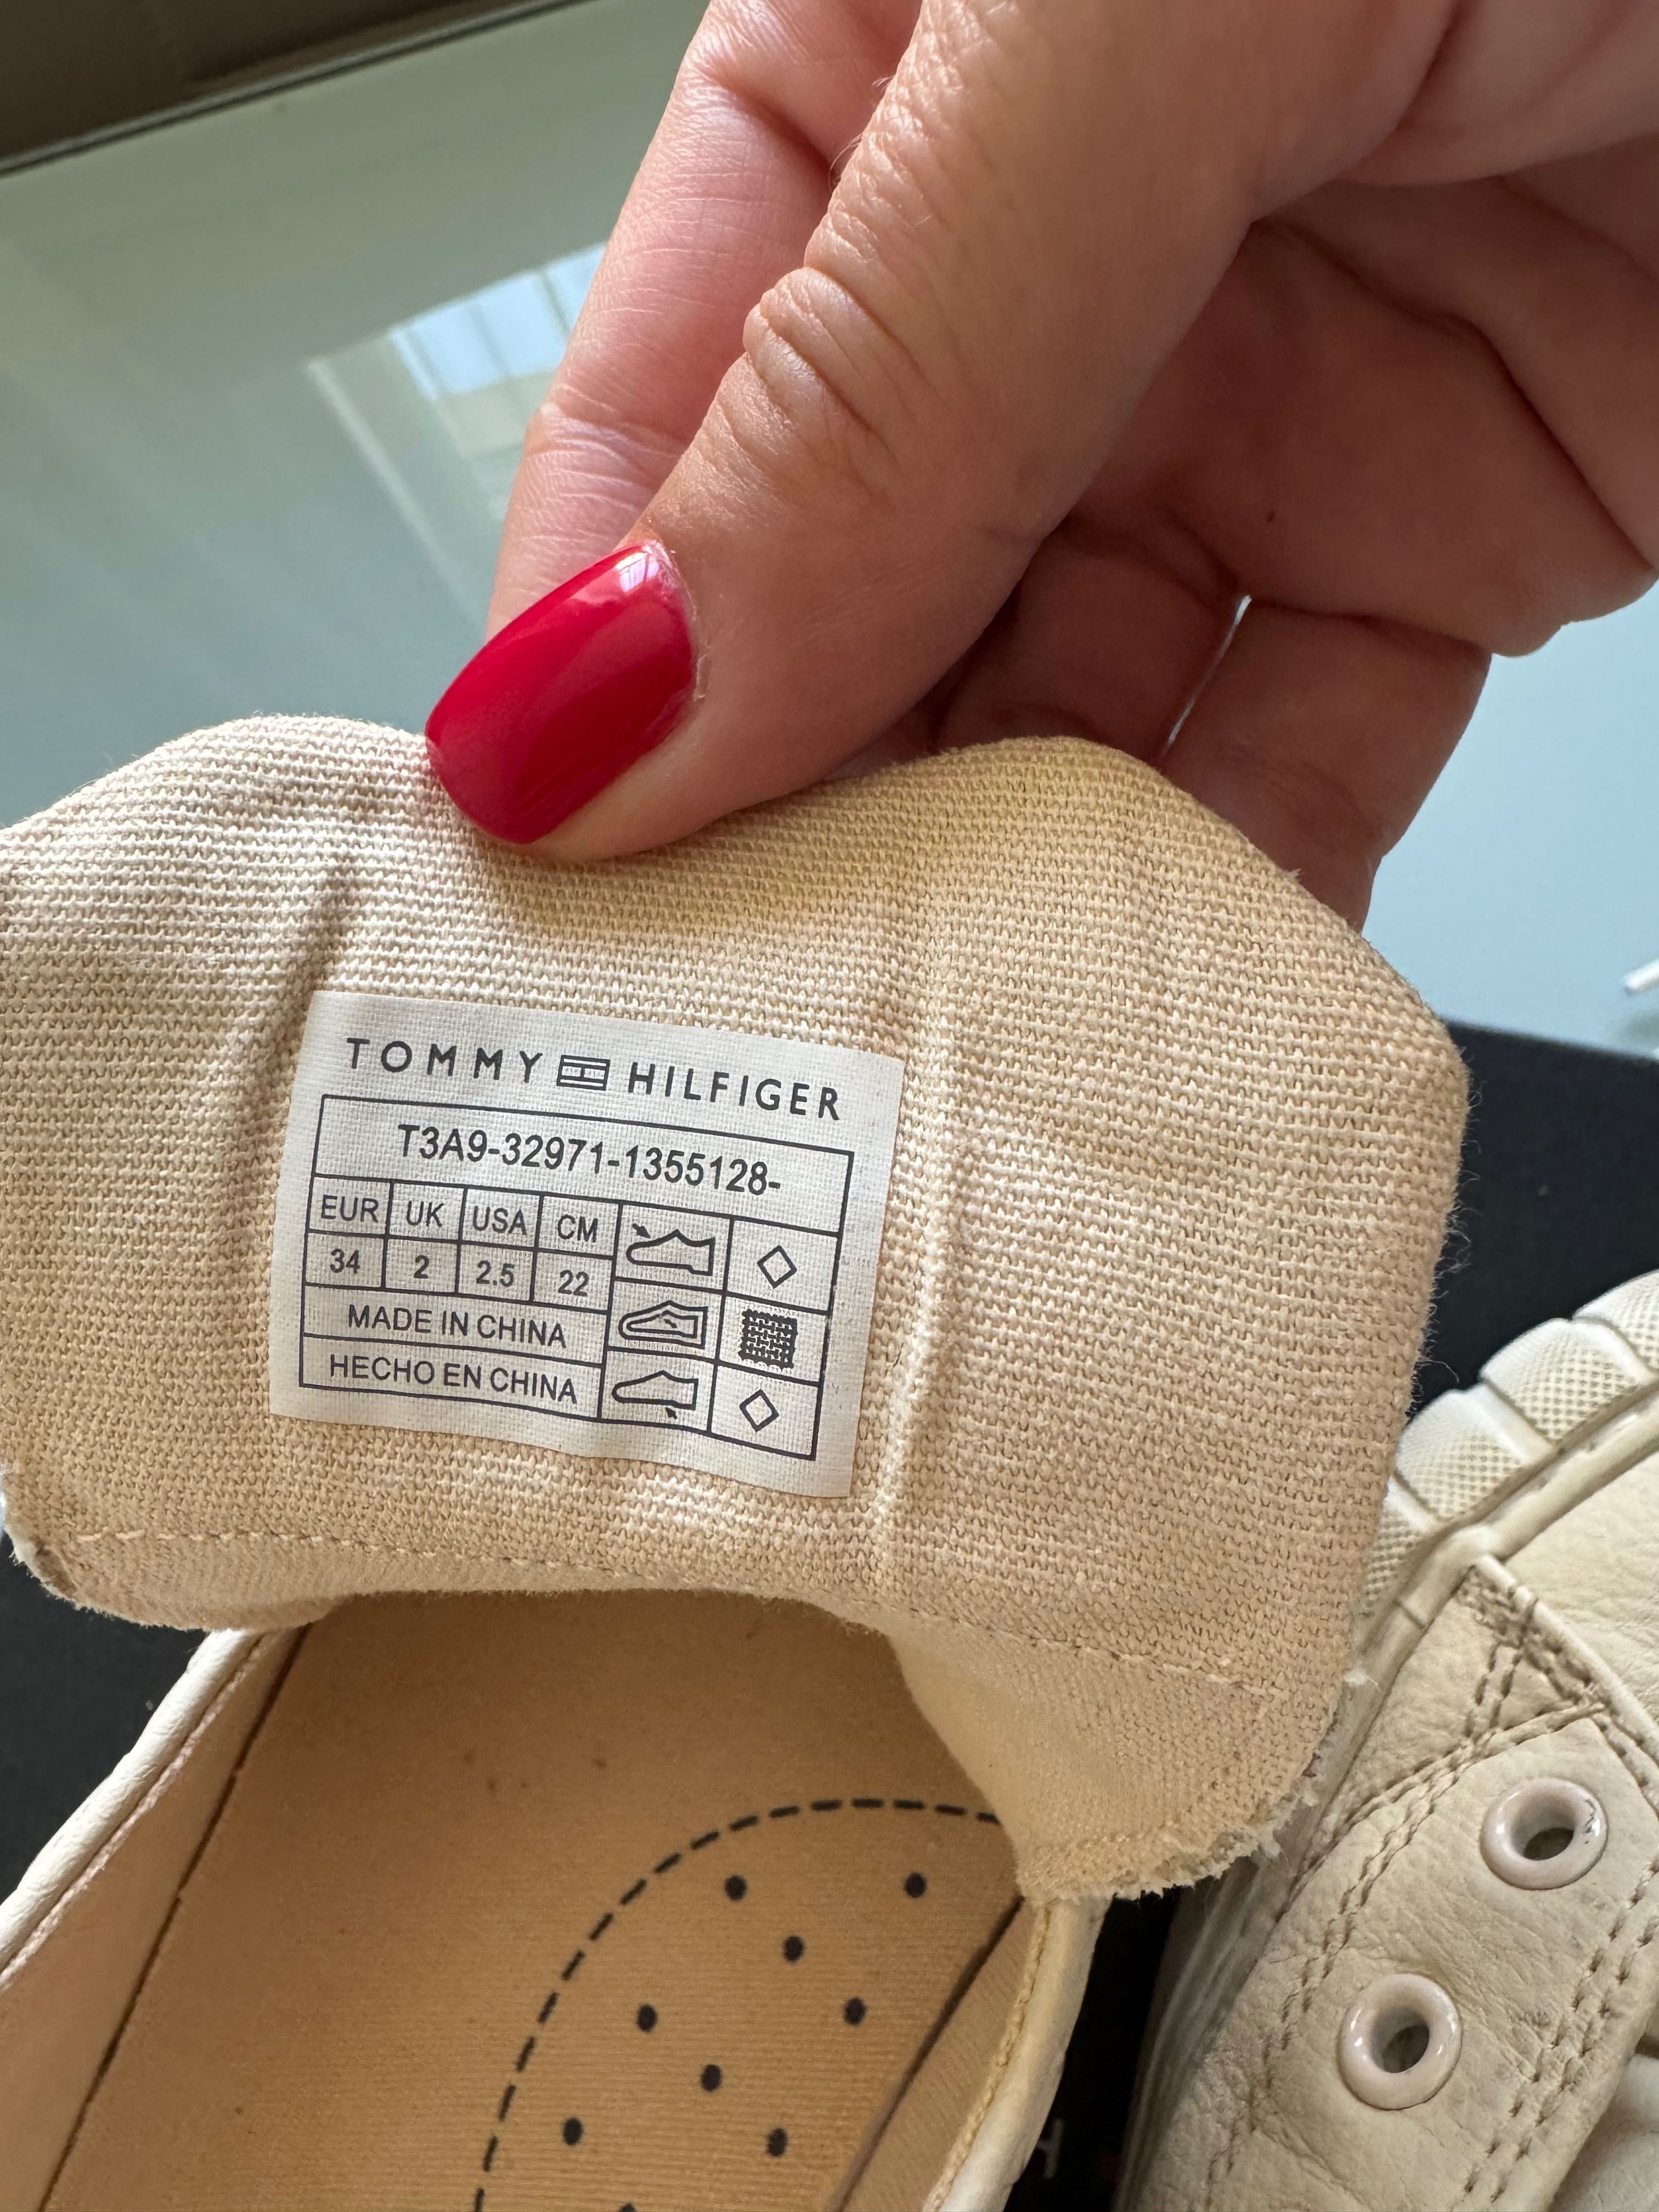 TOMMY HILFIGER
T3A9-32971-1355128-
EUR UK USA CM
34 2 2.5 22
MADE IN CHINA
HECHO EN CHINA
H